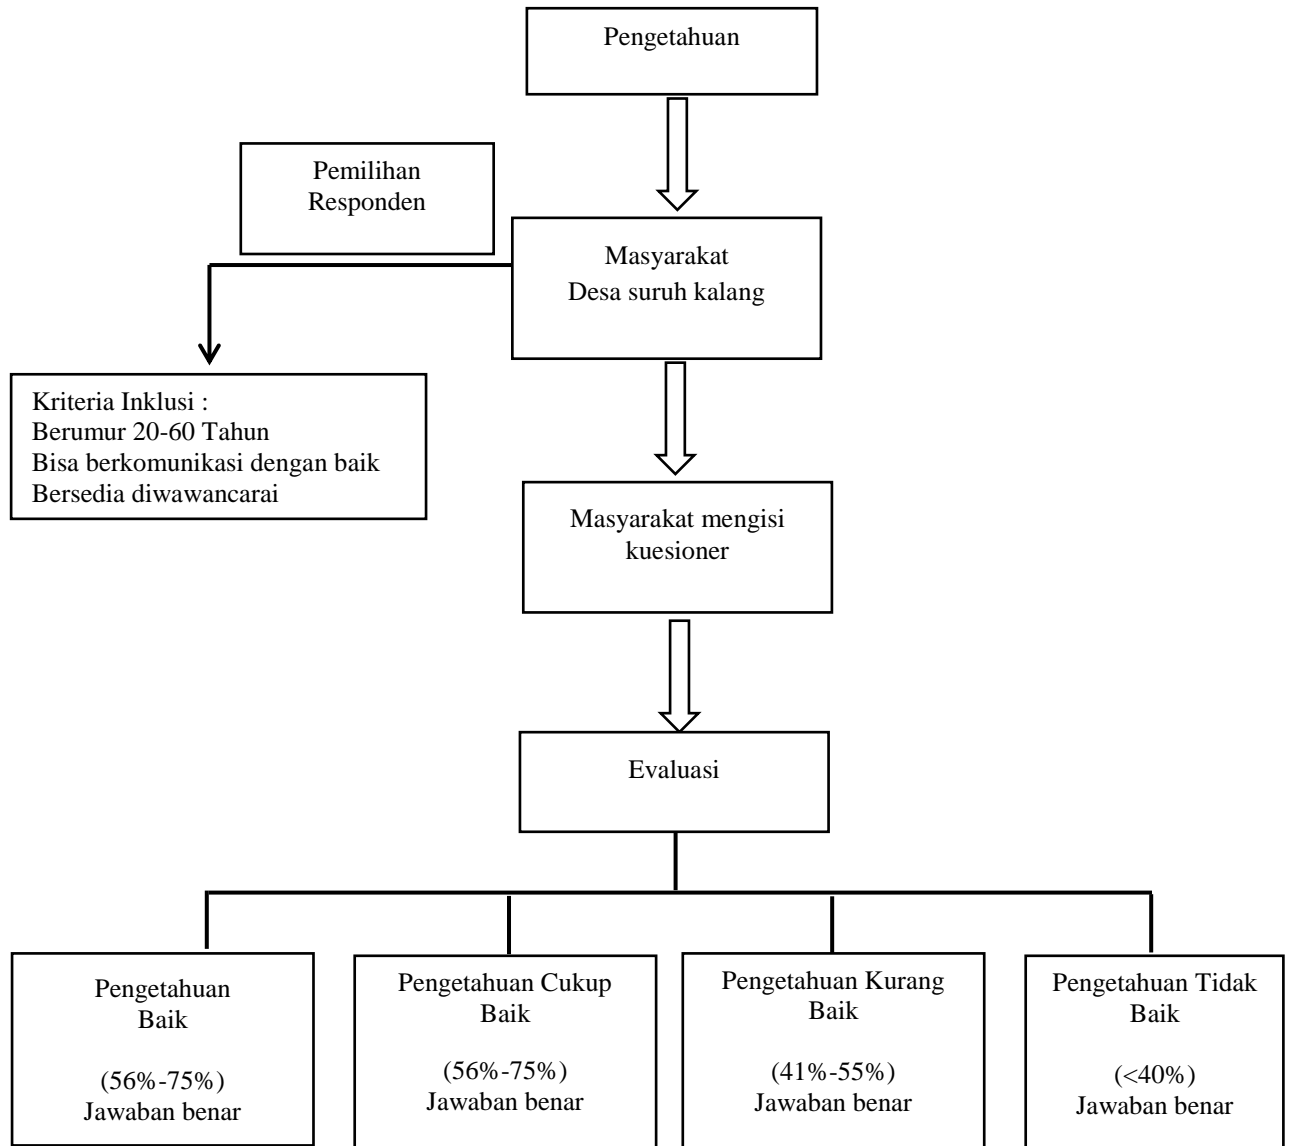 Pengetahuan
Pemilihan
Responden
Masyarakat
Desa suruh kalang
Kriteria Inklusi :
Berumur 20-60 Tahun
Bisa berkomunikasi dengan baik
Bersedia diwawancarai
Masyarakat mengisi
kuesioner
Evaluasi
Pengetahuan
Baik
(56%-75%)
Jawaban benar
Pengetahuan Cukup
Baik
(56%-75%)
Jawaban benar
Pengetahuan Kurang
Baik
(41%-55%)
Jawaban benar
Pengetahuan Tidak
Baik
(<40%)
Jawaban benar